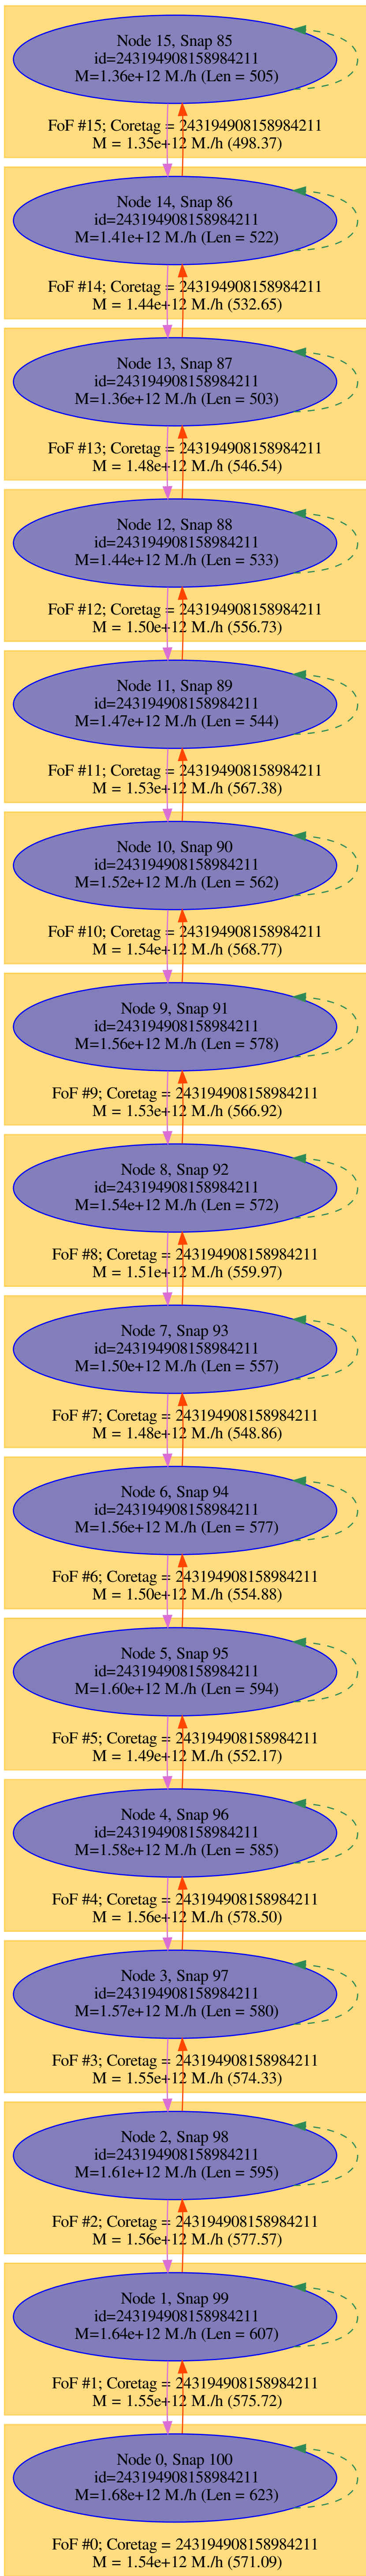 Node 15, Snap 85
id=243194908158984211
M=1.36e+12 M./h (Len = 505)
FoF #15; Coretag = 243194908158984211
M = 1.35e+12 M./h (498.37)
Node 14, Snap 86
id=243194908158984211
M=1.41e+12 M./h (Len = 522)
FoF #14; Coretag = 243194908158984211
M = 1.44e+12 M./h (532.65)
Node 13, Snap 87
id=243194908158984211
M=1.36e+12 M./h (Len = 503)
FoF #13; Coretag = 243194908158984211
M = 1.48e+12 M./h (546.54)
Node 12, Snap 88
id=243194908158984211
M=1.44e+12 M./h (Len = 533)
FoF #12; Coretag = 243194908158984211
M = 1.50e+12 M./h (556.73)
Node 11, Snap 89
id=243194908158984211
M=1.47e+12 M./h (Len = 544)
FoF #11; Coretag = 243194908158984211
M = 1.53e+12 M./h (567.38)
Node 10, Snap 90
id=243194908158984211
M=1.52e+12 M./h (Len = 562)
FoF #10; Coretag = 243194908158984211
M = 1.54e+12 M./h (568.77)
Node 9, Snap 91
id=243194908158984211
M=1.56e+12 M./h (Len = 578)
FoF #9; Coretag = 243194908158984211
M = 1.53e+12 M./h (566.92)
Node 8, Snap 92
id=243194908158984211
M=1.54e+12 M./h (Len = 572)
FoF #8; Coretag = 243194908158984211
M = 1.51e+12 M./h (559.97)
Node 7, Snap 93
id=243194908158984211
M=1.50e+12 M./h (Len = 557)
FoF #7; Coretag = 243194908158984211
M = 1.48e+12 M./h (548.86)
Node 6, Snap 94
id=243194908158984211
M=1.56e+12 M./h (Len = 577)
FoF #6; Coretag = 243194908158984211
M = 1.50e+12 M./h (554.88)
Node 5, Snap 95
id=243194908158984211
M=1.60e+12 M./h (Len = 594)
FoF #5; Coretag = 243194908158984211
M = 1.49e+12 M./h (552.17)
Node 4, Snap 96
id=243194908158984211
M=1.58e+12 M./h (Len = 585)
FoF #4; Coretag = 243194908158984211
M = 1.56e+12 M./h (578.50)
Node 3, Snap 97
id=243194908158984211
M=1.57e+12 M./h (Len = 580)
FoF #3; Coretag = 243194908158984211
M = 1.55e+12 M./h (574.33)
Node 2, Snap 98
id=243194908158984211
M=1.61e+12 M./h (Len = 595)
FoF #2; Coretag = 243194908158984211
M = 1.56e+12 M./h (577.57)
Node 1, Snap 99
id=243194908158984211
M=1.64e+12 M./h (Len = 607)
FoF #1; Coretag = 243194908158984211
M = 1.55e+12 M./h (575.72)
Node 0, Snap 100
id=243194908158984211
M=1.68e+12 M./h (Len = 623)
FoF #0; Coretag = 243194908158984211
M = 1.54e+12 M./h (571.09)